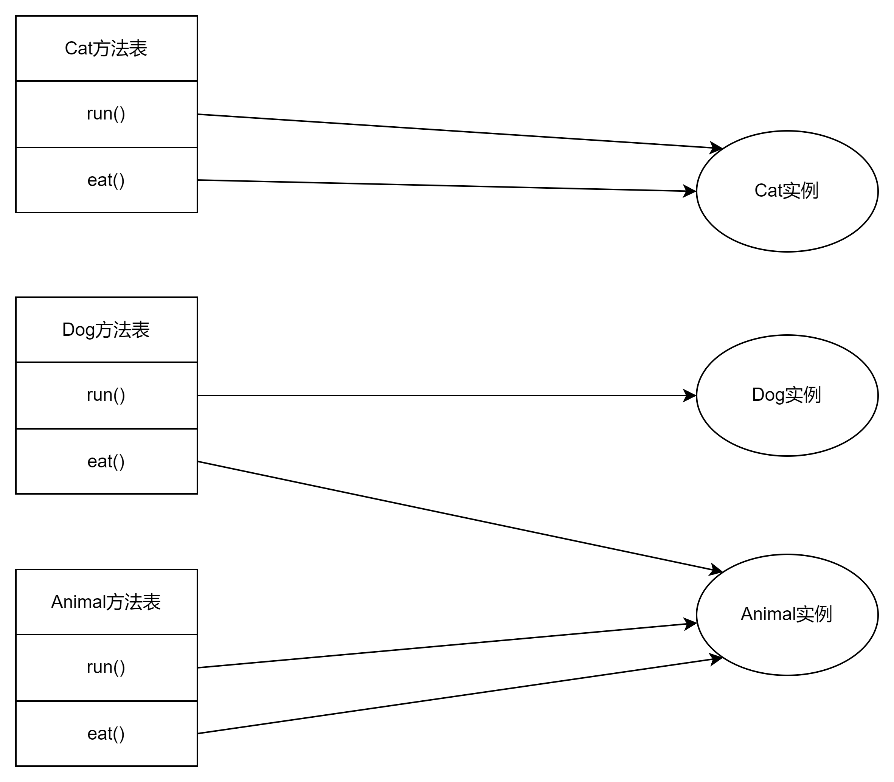 Cat方法表
run()
eat()
Cat实例
Dog方法表
run()
eat()
Dog实例
Animal方法表
run()
eat()
Animal实例